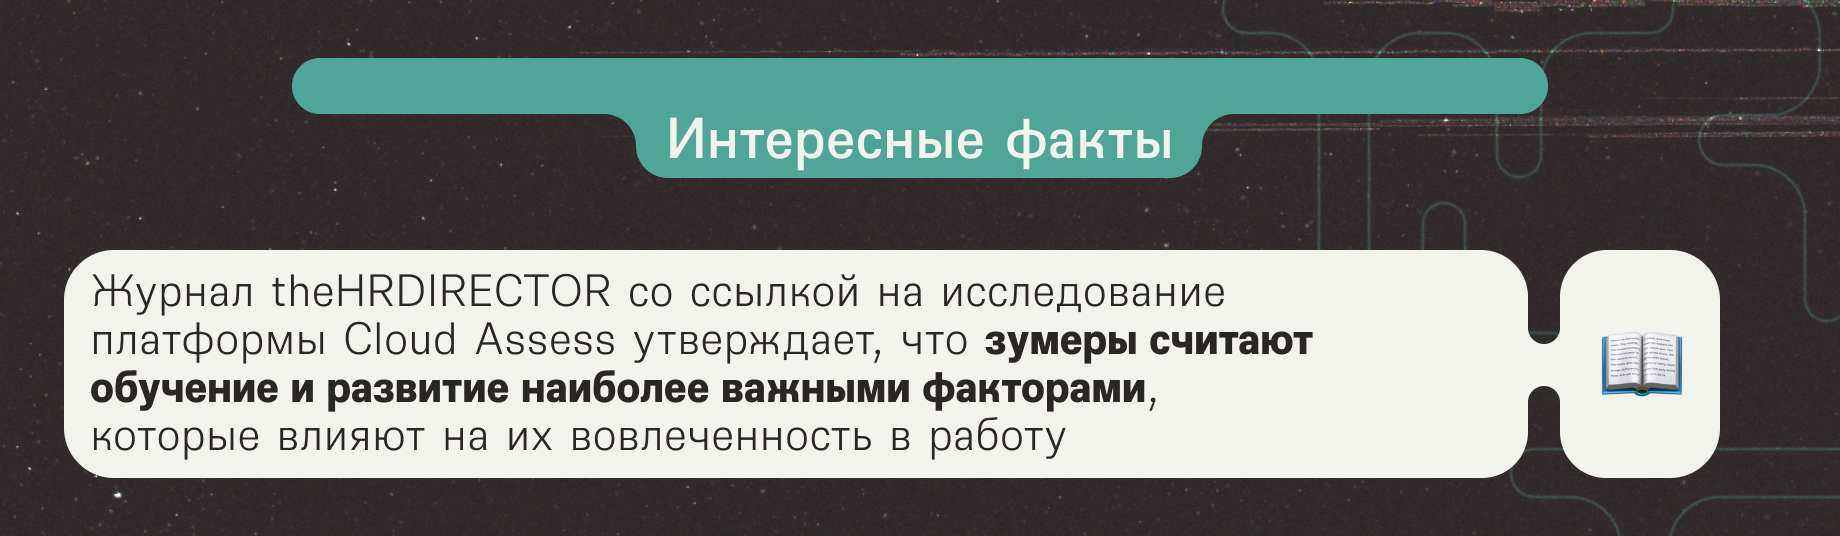 Интересные факты
Журнал theHRDIRECTOR со ссылкой на исследование
платформы Cloud Assess утверждает, что зумеры считают
обучение и развитие наиболее важными факторами,
которые влияют на их вовлеченность в работу